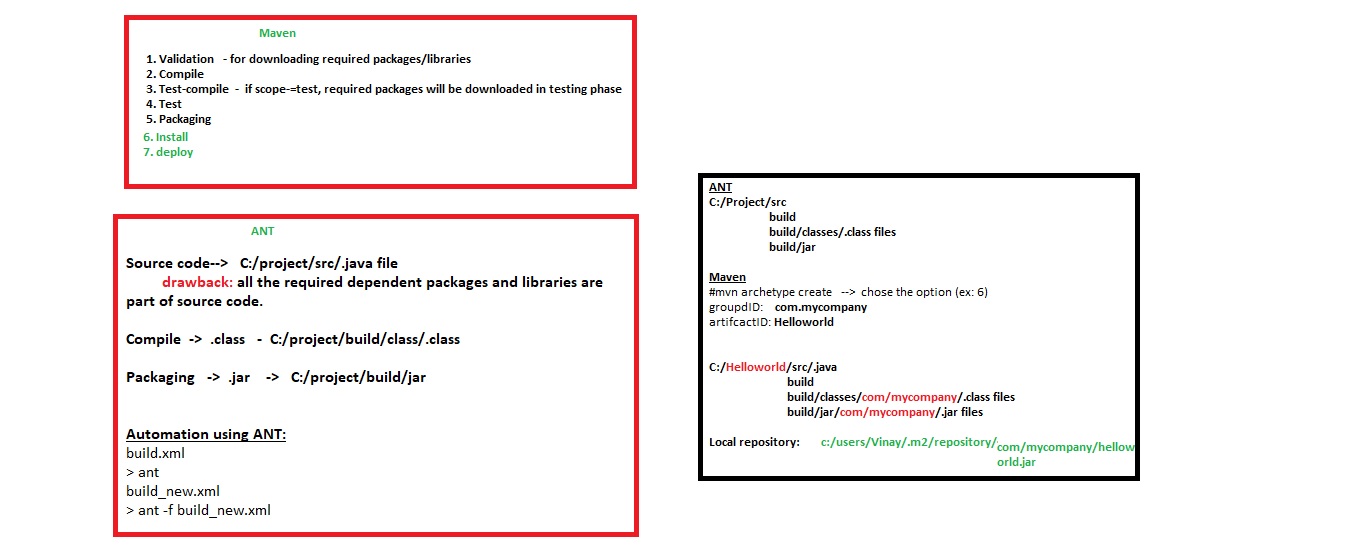 Maven
1. Validation - for downloading required packages/libraries
2. Compile
3. Test-compile - if scope-=test, required packages will be downloaded in testing phase
4. Test
5. Packaging
6. Install
7. deploy
ANT
Source code--> C:/project/src/.java file
drawback: all the required dependent packages and libraries are
part of source code.
Compile -> .class - C:/project/build/class/.class
Packaging -> .jar -> C:/project/build/jar
Automation using ANT:
build.xml
> ant
build_new.xml
> ant -f build_new.xml
ANT
C:/Project/src
build
build/classes/.class files
build/jar
Maven
#mvn archetype create --> chose the option (ex: 6)
groupdID: com.mycompany
artifcactID: Helloworld
C:/Helloworld/src/.java
build
build/classes/com/mycompany/.class files
build/jar/com/mycompany/.jar files
Local repository: c:/users/Vinay/.m2/repository/com/mycompany/hellow
orld.jar